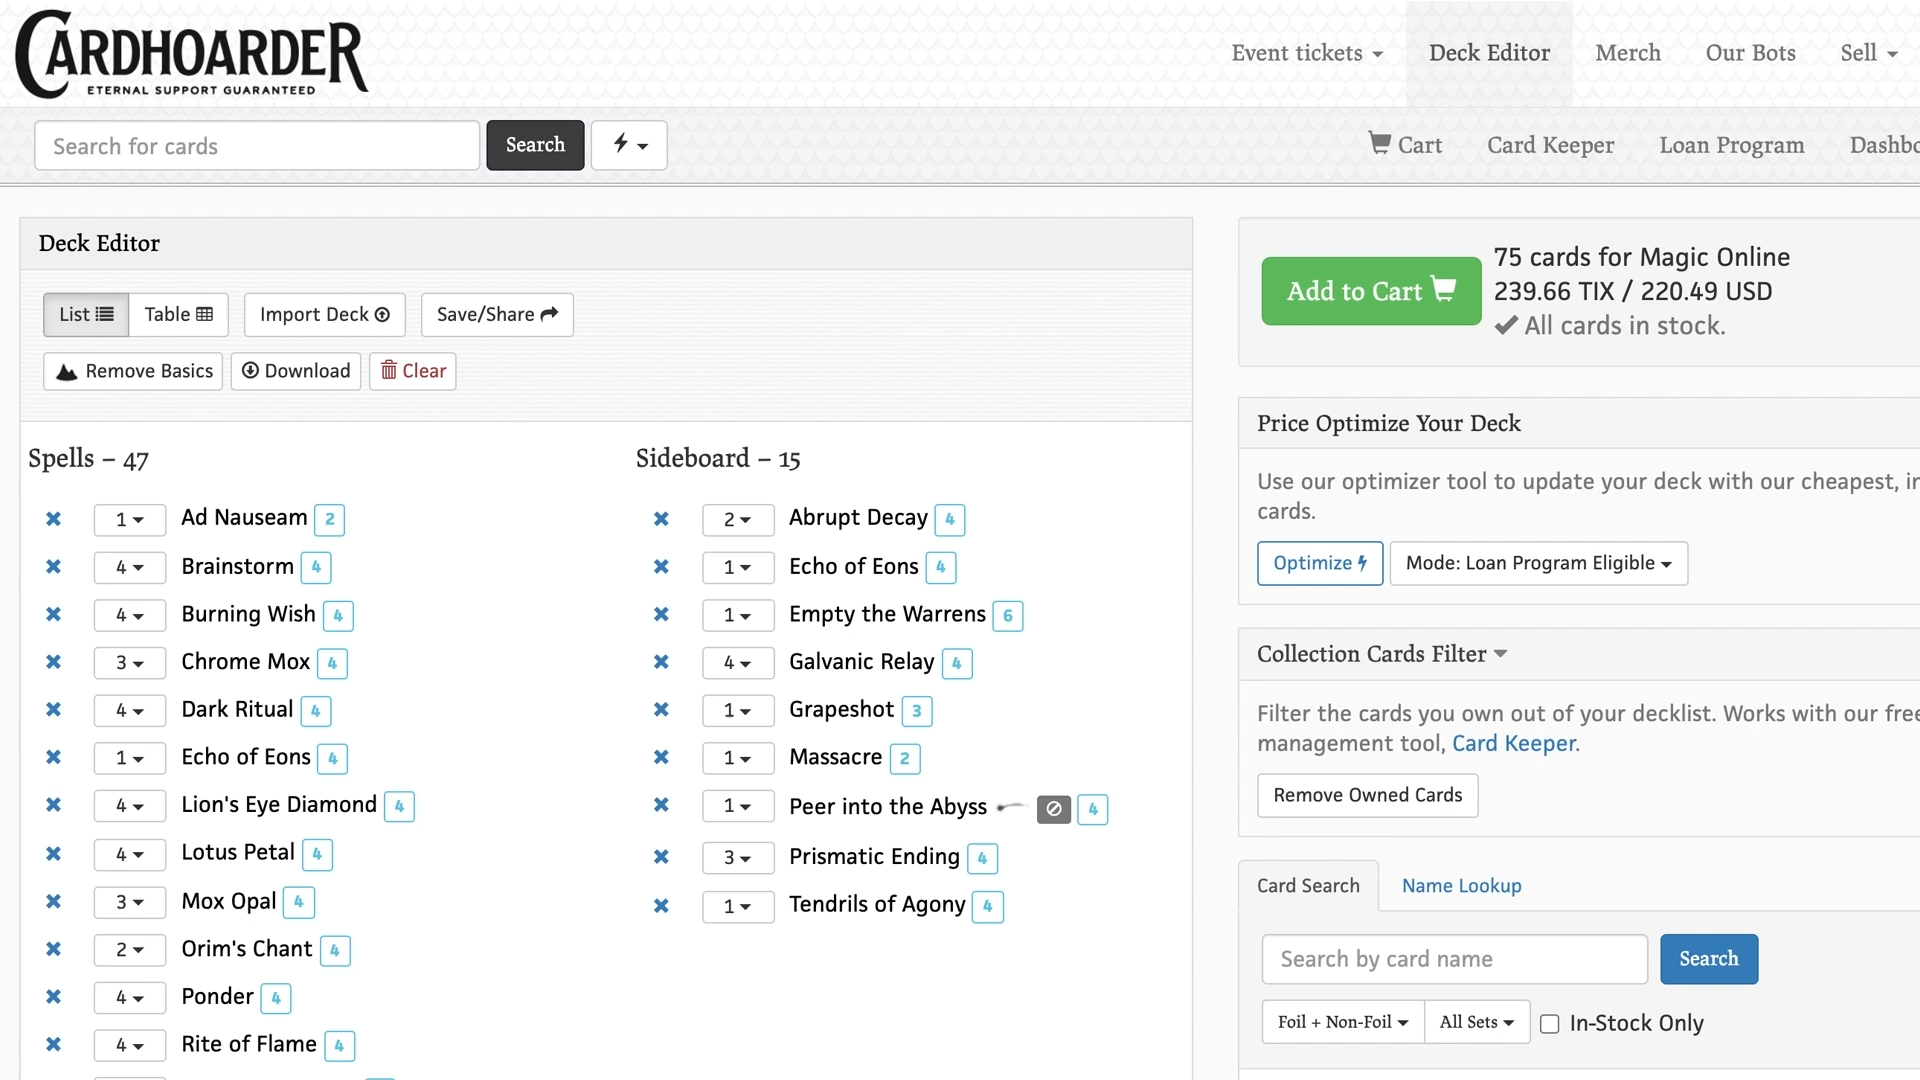 CARDHOARDER
ETERNAL SUPPORT GUARANTEED
Event tickets
Deck Editor
Merch
Our Bots
Sell
Search for cards
Search
Cart
Card Keeper
Loan Program
Dashbo
Deck Editor
List
Table
Import Deck
Save/Share
Remove Basics
Download
Clear
Spells – 47
1 Ad Nauseam 2
4 Brainstorm 4
4 Burning Wish 4
3 Chrome Mox 4
4 Dark Ritual 4
1 Echo of Eons 4
4 Lion's Eye Diamond 4
4 Lotus Petal 4
3 Mox Opal 4
2 Orim's Chant 4
4 Ponder 4
4 Rite of Flame 4
Sideboard – 15
2 Abrupt Decay 4
1 Echo of Eons 4
1 Empty the Warrens 6
4 Galvanic Relay 4
1 Grapeshot 3
1 Massacre 2
1 Peer into the Abyss 4
3 Prismatic Ending 4
1 Tendrils of Agony 4
Add to Cart
75 cards for Magic Online
239.66 TIX / 220.49 USD
All cards in stock.
Price Optimize Your Deck
Use our optimizer tool to update your deck with our cheapest, in
cards.
Optimize
Mode: Loan Program Eligible
Collection Cards Filter
Filter the cards you own out of your decklist. Works with our free
management tool, Card Keeper.
Remove Owned Cards
Card Search
Name Lookup
Search by card name
Search
Foil + Non-Foil
All Sets
In-Stock Only